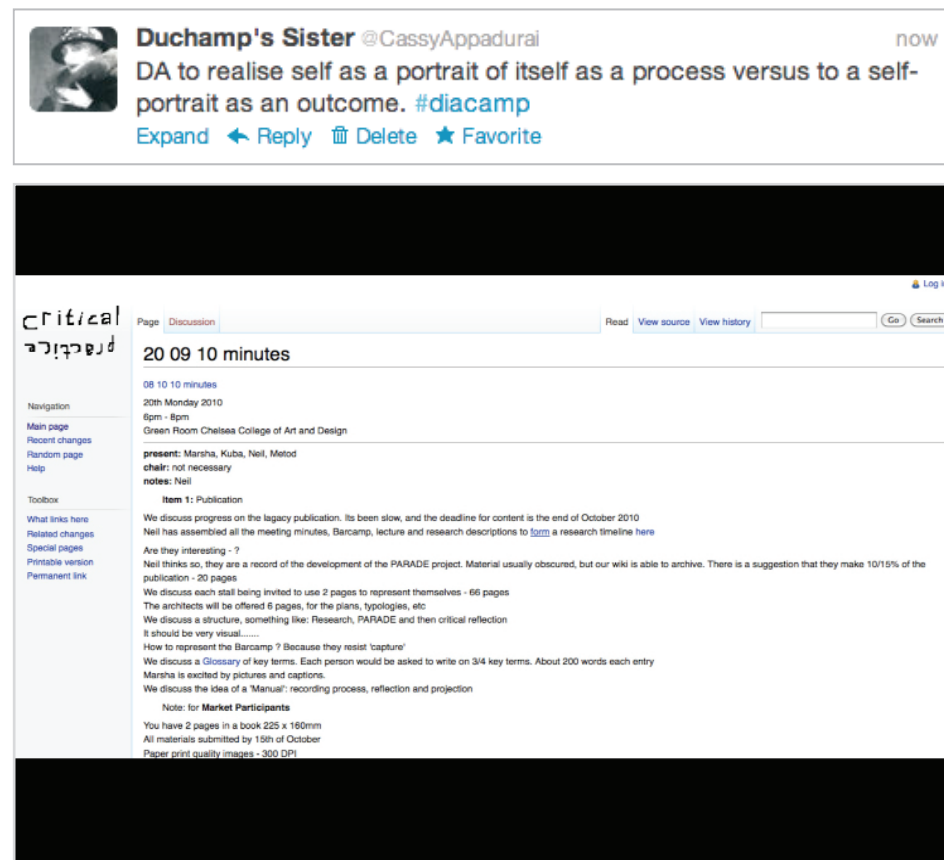 Duchamp's Sister @CassyAppadurai now
DA to realise self as a portrait of itself as a process versus to a self-
portrait as an outcome. #diacamp
Expand Reply Delete Favorite
Log in
critical
practice
Page Discussion Read View source View history Go Search
20 09 10 minutes
08 10 10 minutes
20th Monday 2010
6pm - 8pm
Green Room Chelsea College of Art and Design
Navigation
Main page
Recent changes
Random page
Help
Toolbox
What links here
Related changes
Special pages
Printable version
Permanent link
present: Marsha, Kuba, Neil, Metod
chair: not necessary
notes: Neil
Item 1: Publication
We discuss progress on the lagacy publication. Its been slow, and the deadline for content is the end of October 2010
Neil has assembled all the meeting minutes, Barcamp, lecture and research descriptions to form a research timeline here
Are they interesting - ?
Neil thinks so, they are a record of the development of the PARADE project. Material usually obscured, but our wiki is able to archive. There is a suggestion that they make 10/15% of the
publication - 20 pages
We discuss each stall being invited to use 2 pages to represent themselves - 66 pages
The architects will be offered 6 pages, for the plans, typologies, etc
We discuss a structure, something like: Research, PARADE and then critical reflection
It should be very visual.......
How to represent the Barcamp ? Because they resist 'capture'
We discuss a Glossary of key terms. Each person would be asked to write on 3/4 key terms. About 200 words each entry
Marsha is excited by pictures and captions.
We discuss the idea of a 'Manual': recording process, reflection and projection
Note: for Market Participants
You have 2 pages in a book 225 x 160mm
All materials submitted by 15th of October
Paper print quality images - 300 DPI